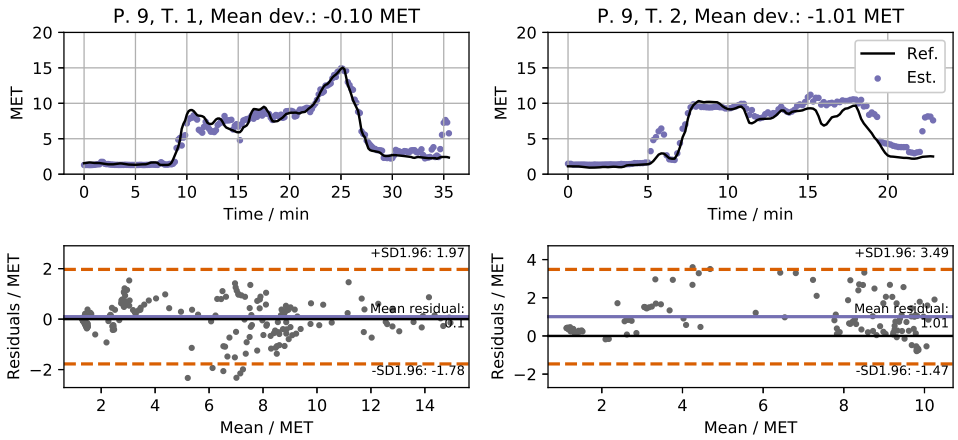 P. 9, T. 1, Mean dev.: -0.10 MET
20
15
10
5
0
MET
0 5 10 15 20 25 30 35
Time / min
P. 9, T. 2, Mean dev.: -1.01 MET
20
15
10
5
0
MET
Ref.
Est.
0 5 10 15 20
Time / min
2
0
−2
Residuals / MET
+SD1.96: 1.97
Mean residual:
0.1
-SD1.96: -1.78
2 4 6 8 10 12 14
Mean / MET
4
2
0
−2
Residuals / MET
+SD1.96: 3.49
Mean residual:
1.01
-SD1.96: -1.47
2 4 6 8 10
Mean / MET